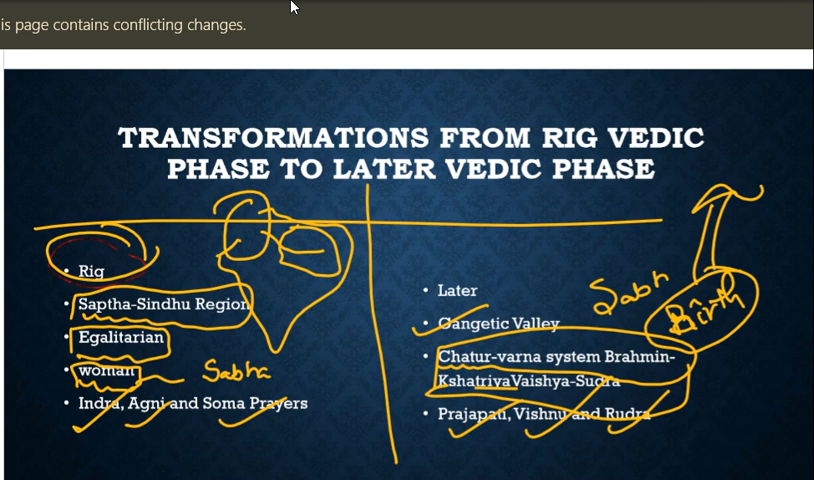 is page contains conflicting changes.
TRANSFORMATIONS FROM RIG VEDIC
PHASE TO LATER VEDIC PHASE
• Rig
• Saptha-Sindhu Region
• Egalitarian
• woman
Sabha
• Indra, Agni and Soma Prayers
• Later
Sabh
Birth
• Gangetic Valley
• Chatur-varna system Brahmin-
KshatriyaVaishya-Sudra
• Prajapati, Vishnu and Rudra